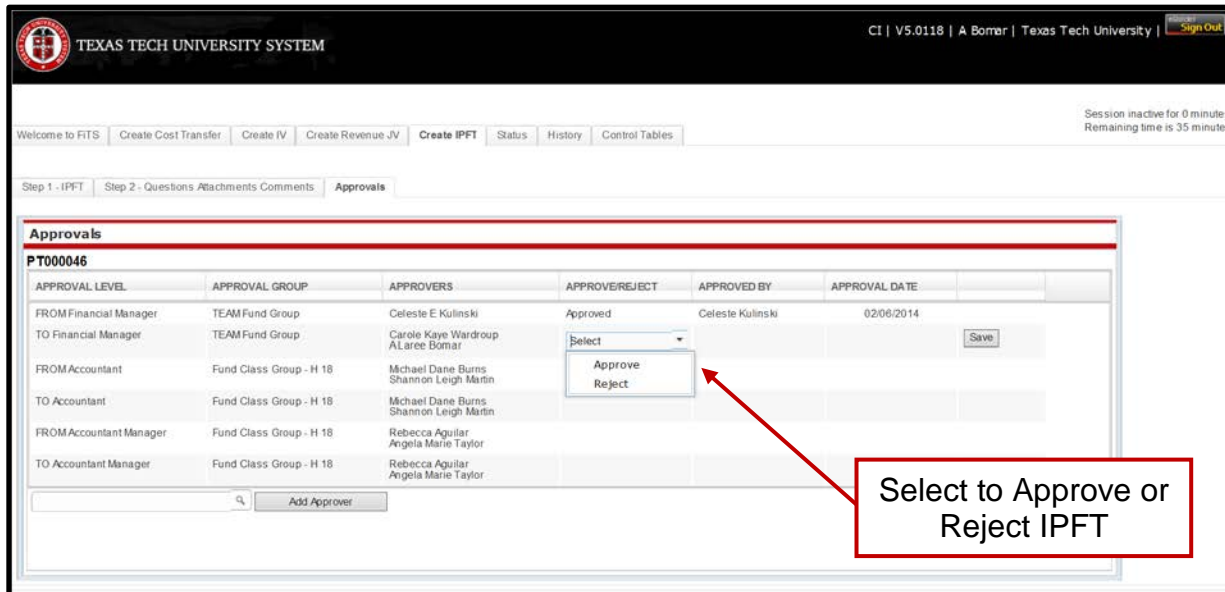 TEXAS TECH UNIVERSITY SYSTEM
CI | V5.0118 | A Bomar | Texas Tech University | Sign Out
Session inactive for 0 minute
Remaining time is 35 minute
Welcome to FiTS Create Cost Transfer Create IV Create Revenue JV Create IPFT Status History Control Tables
Step 1 - IPFT Step 2 - Questions Attachments Comments Approvals
Approvals
PT000046
APPROVAL LEVEL APPROVAL GROUP APPROVERS APPROVE/REJECT APPROVED BY APPROVAL DATE
FROM Financial Manager TEAM Fund Group Celeste E Kulinski Approved Celeste Kulinski 02/06/2014
TO Financial Manager TEAM Fund Group Carole Kaye Wardroup Select Save
ALaree Bomar
Approve
Reject
FROM Accountant Fund Class Group - H 18 Michael Dane Burns
Shannon Leigh Martin
TO Accountant Fund Class Group - H 18 Michael Dane Burns
Shannon Leigh Martin
FROM Accountant Manager Fund Class Group - H 18 Rebecca Aguilar
Angela Marie Taylor
TO Accountant Manager Fund Class Group - H 18 Rebecca Aguilar
Angela Marie Taylor
Add Approver
Select to Approve or
Reject IPFT